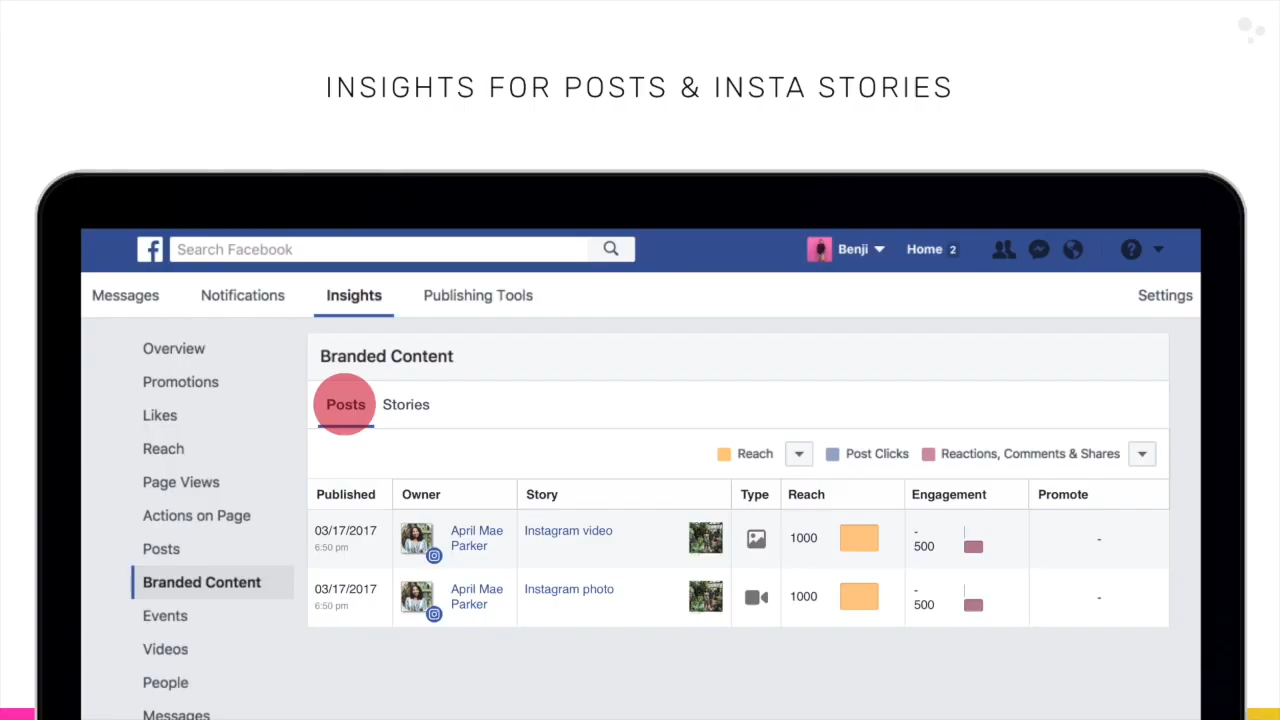 INSIGHTS FOR POSTS & INSTA STORIES
f Search Facebook Benji Home 2 ?
Messages Notifications Insights Publishing Tools Settings
Overview
Promotions
Likes
Reach
Page Views
Actions on Page
Posts
Branded Content
Events
Videos
People
Messages
Branded Content
Posts Stories
Reach Post Clicks Reactions, Comments & Shares
Published Owner Story Type Reach Engagement Promote
03/17/2017
6:50 pm
April Mae
Parker
Instagram video
1000
-
500
-
03/17/2017
6:50 pm
April Mae
Parker
Instagram photo
1000
-
500
-